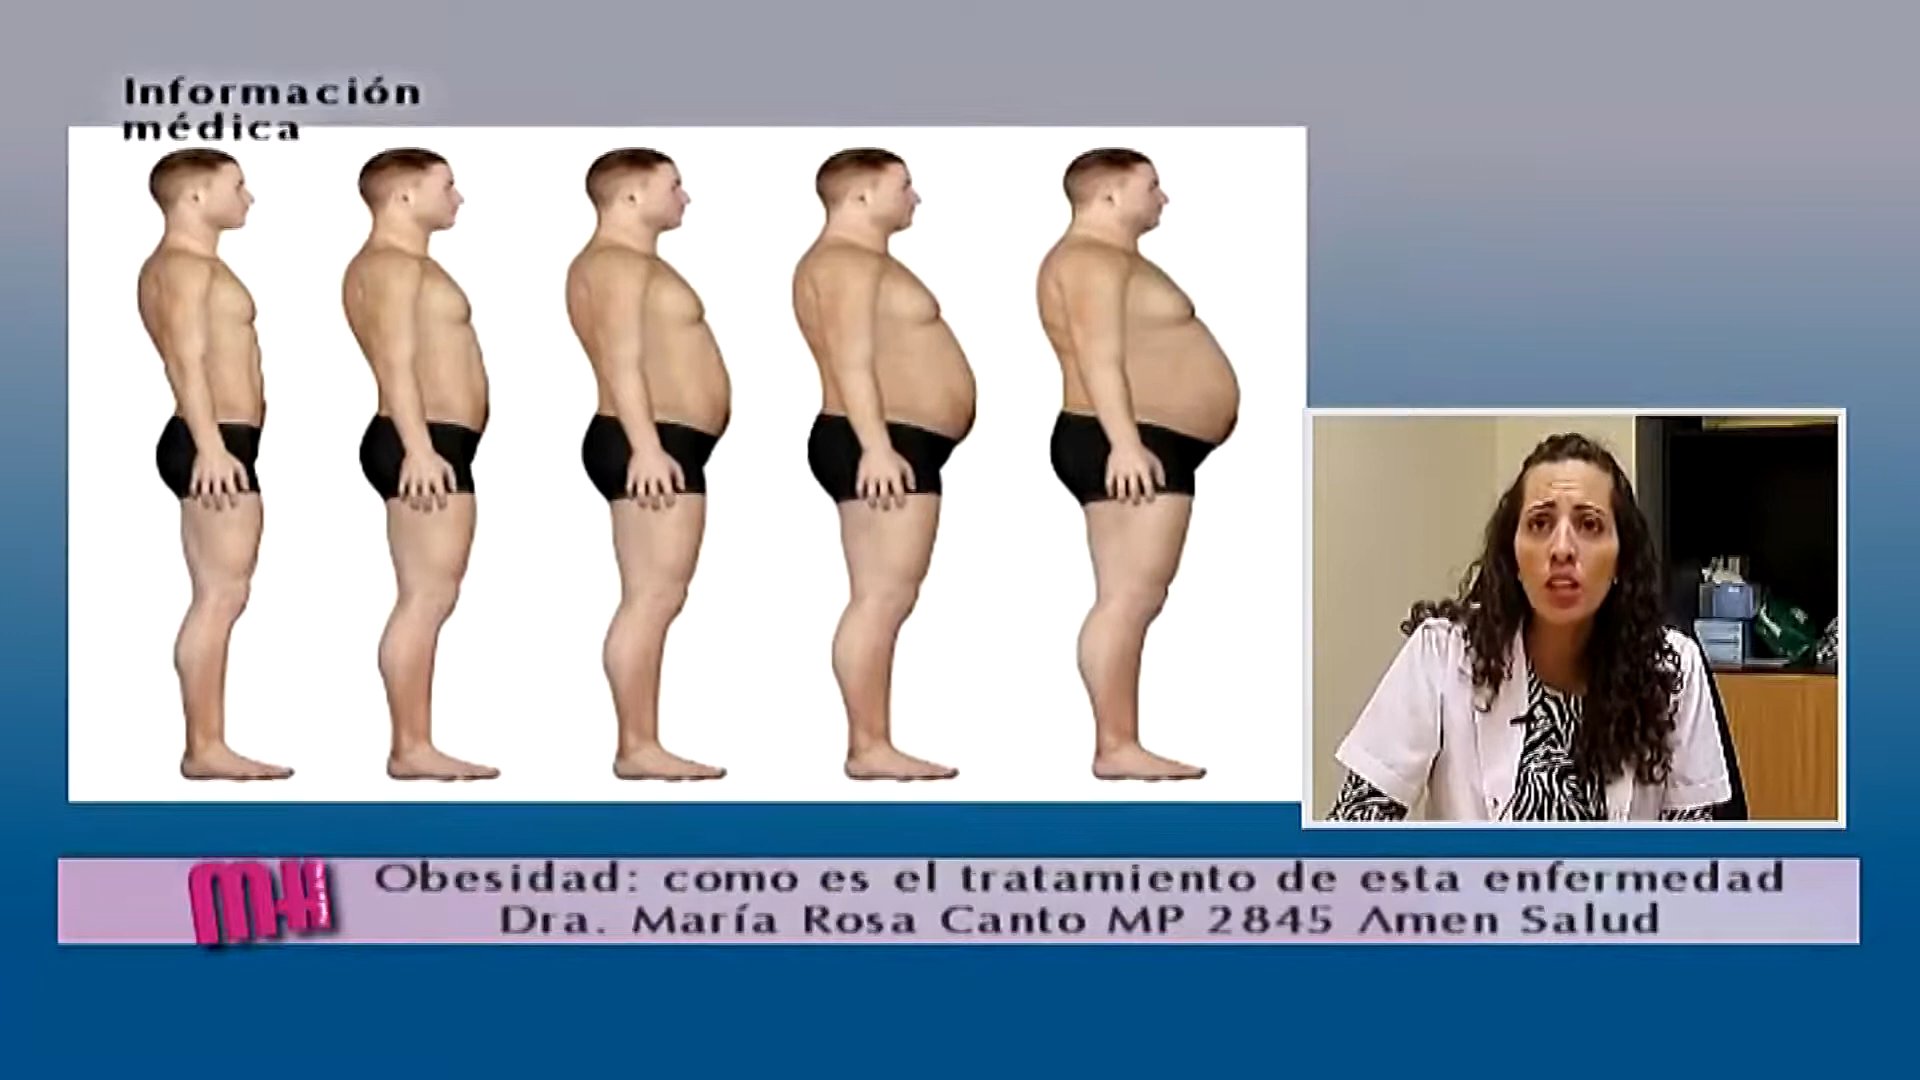 Información
médica
M+H
Obesidad: como es el tratamiento de esta enfermedad
Dra. María Rosa Canto MP 2845 Amen Salud